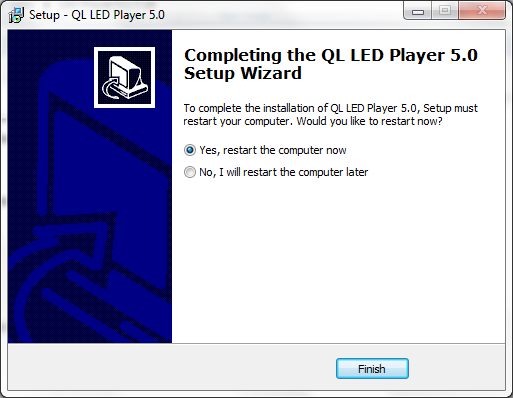 Setup - QL LED Player 5.0
Completing the QL LED Player 5.0
Setup Wizard
To complete the installation of QL LED Player 5.0, Setup must
restart your computer. Would you like to restart now?
Yes, restart the computer now
No, I will restart the computer later
Finish